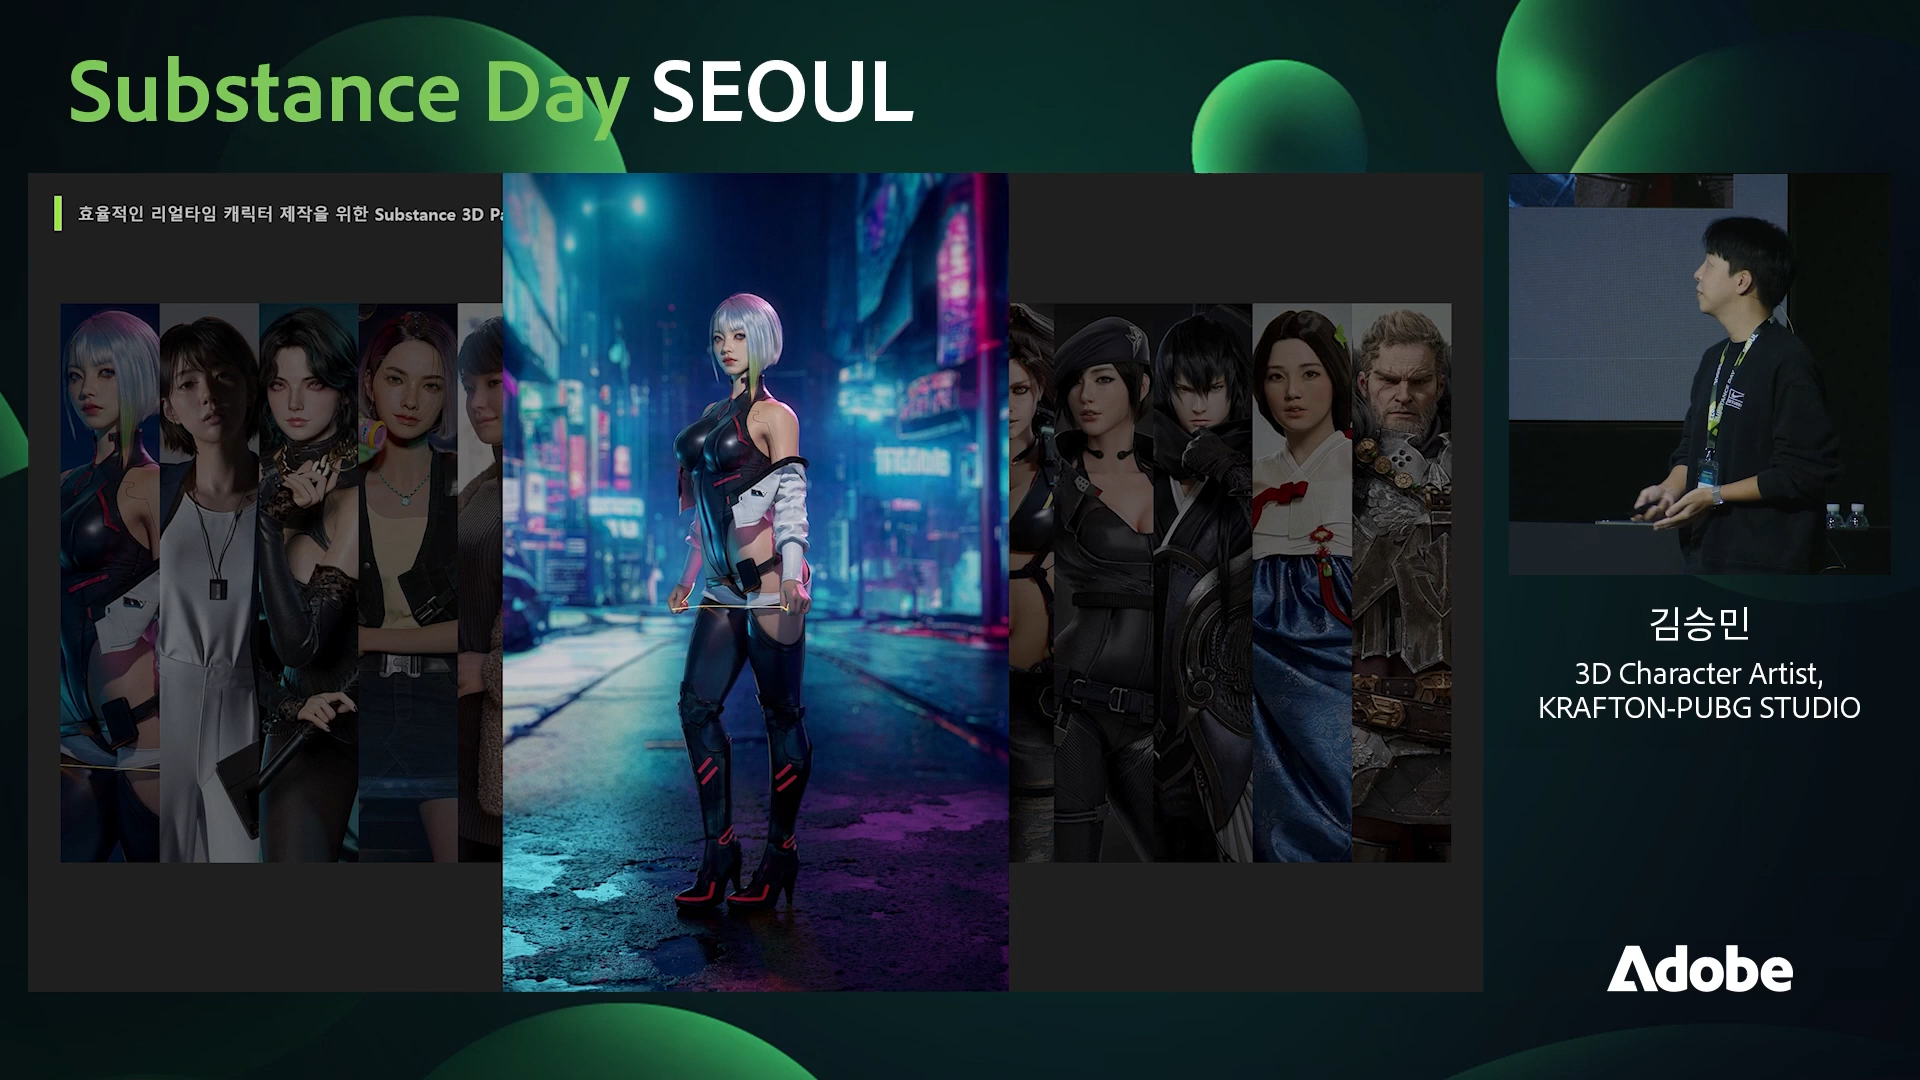 Substance Day SEOUL
효율적인 리얼타임 캐릭터 제작을 위한 Substance 3D
김승민
3D Character Artist,
KRAFTON-PUBG STUDIO
Adobe